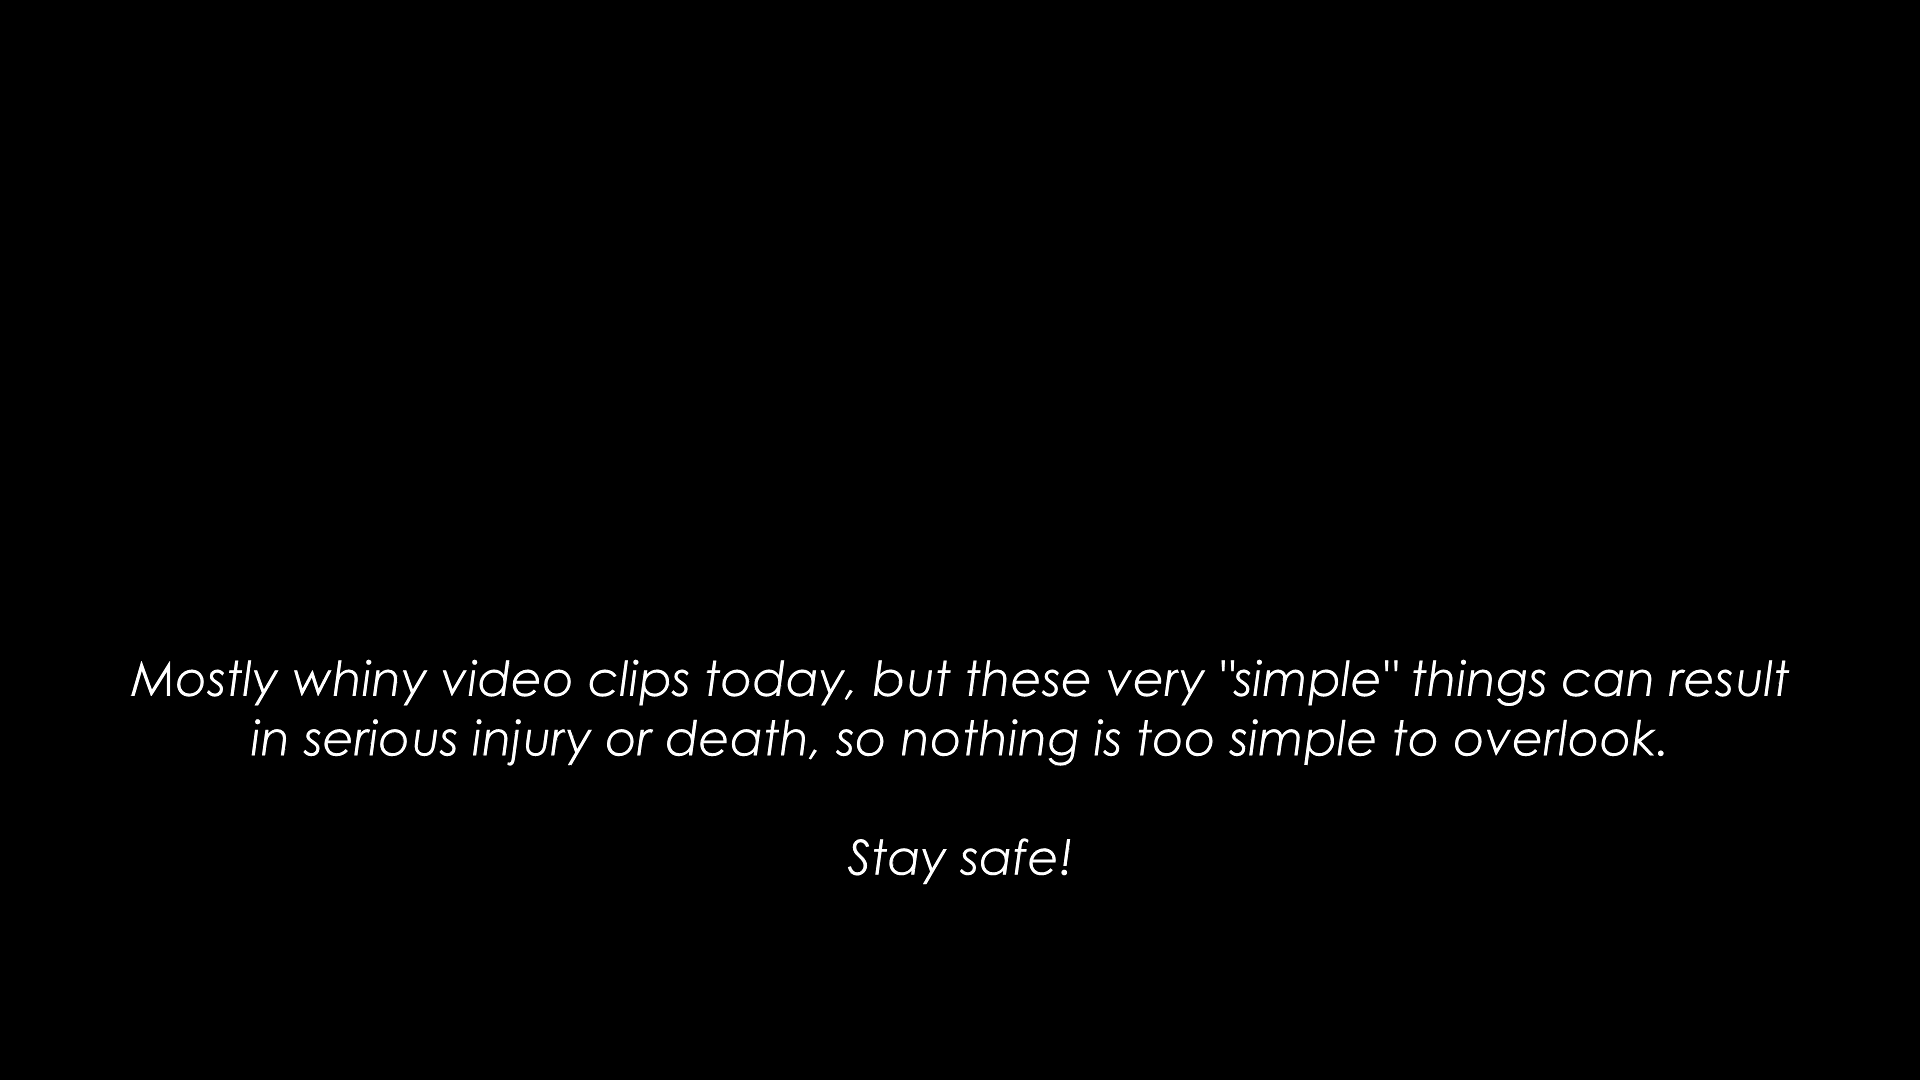 Mostly whiny video clips today, but these very "simple" things can result
in serious injury or death, so nothing is too simple to overlook.
Stay safe!